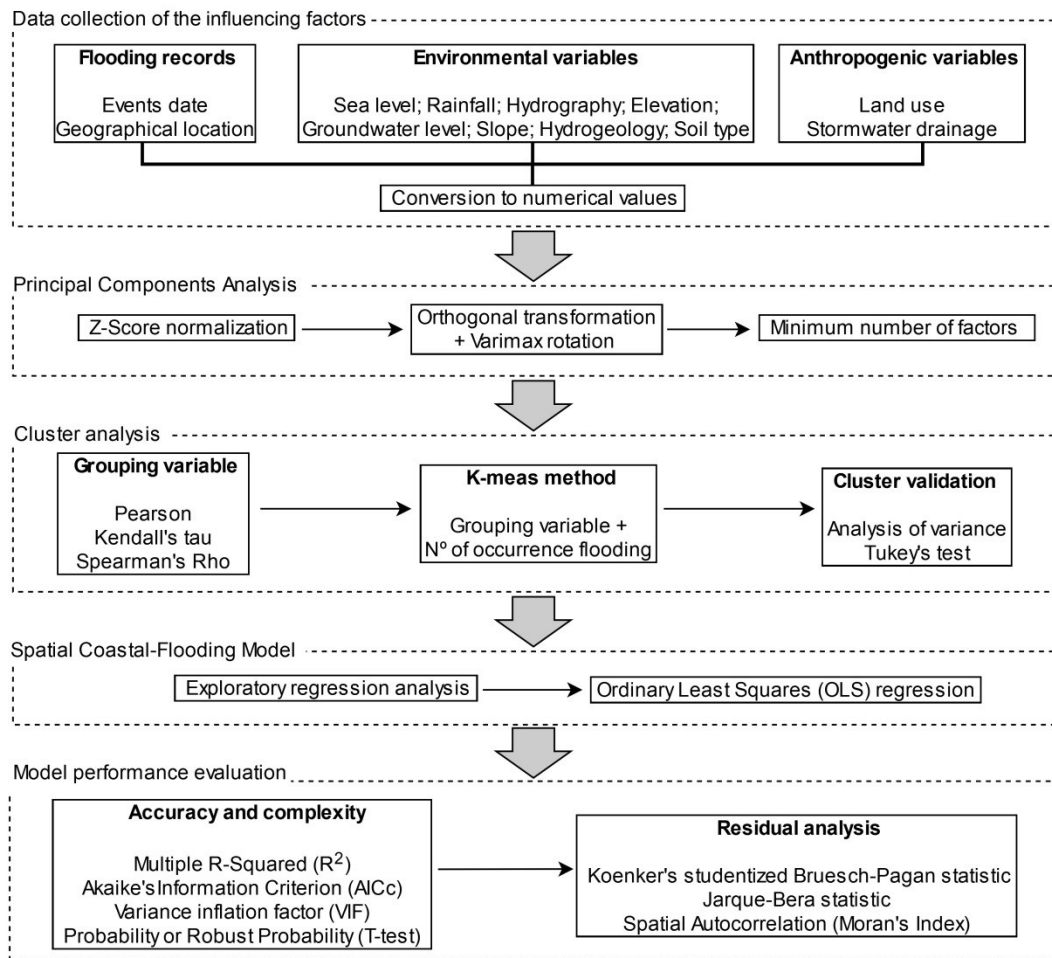 Data collection of the influencing factors
Flooding records
Events date
Geographical location
Environmental variables
Sea level; Rainfall; Hydrography; Elevation;
Groundwater level; Slope; Hydrogeology; Soil type
Anthropogenic variables
Land use
Stormwater drainage
Conversion to numerical values
Principal Components Analysis
Z-Score normalization
Orthogonal transformation
+ Varimax rotation
Minimum number of factors
Cluster analysis
Grouping variable
Pearson
Kendall's tau
Spearman's Rho
K-meas method
Grouping variable +
Nº of occurrence flooding
Cluster validation
Analysis of variance
Tukey's test
Spatial Coastal-Flooding Model
Exploratory regression analysis
Ordinary Least Squares (OLS) regression
Model performance evaluation
Accuracy and complexity
Multiple R-Squared (R²)
Akaike's Information Criterion (AICc)
Variance inflation factor (VIF)
Probability or Robust Probability (T-test)
Residual analysis
Koenker's studentized Bruesch-Pagan statistic
Jarque-Bera statistic
Spatial Autocorrelation (Moran's Index)